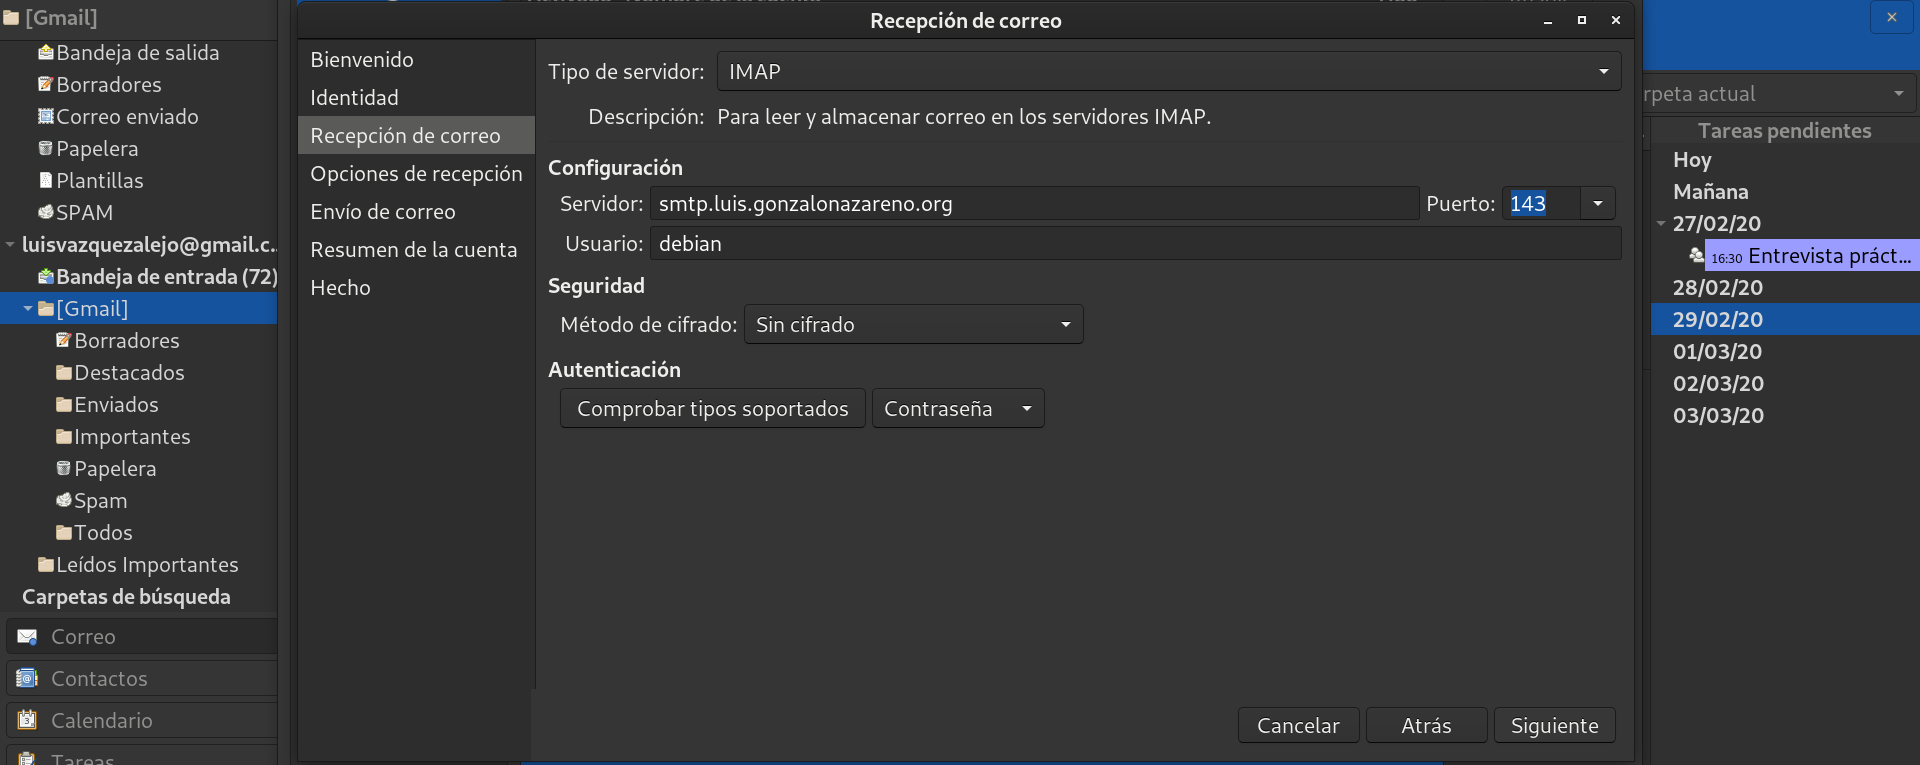 [Gmail]
Bandeja de salida
Borradores
Correo enviado
Papelera
Plantillas
SPAM
luisvazquezalejo@gmail.c..
Bandeja de entrada (72)
[Gmail]
Borradores
Destacados
Enviados
Importantes
Papelera
Spam
Todos
Leídos Importantes
Carpetas de búsqueda
Correo
Contactos
Calendario
Tareas
Recepción de correo
Bienvenido
Identidad
Recepción de correo
Opciones de recepción
Envío de correo
Resumen de la cuenta
Hecho
Tipo de servidor: IMAP
Descripción: Para leer y almacenar correo en los servidores IMAP.
Configuración
Servidor: smtp.luis.gonzalonazareno.org Puerto: 143
Usuario: debian
Seguridad
Método de cifrado: Sin cifrado
Autenticación
Comprobar tipos soportados Contraseña
Cancelar Atrás Siguiente
rpeta actual
Tareas pendientes
Hoy
Mañana
27/02/20
16:30 Entrevista práct...
28/02/20
29/02/20
01/03/20
02/03/20
03/03/20